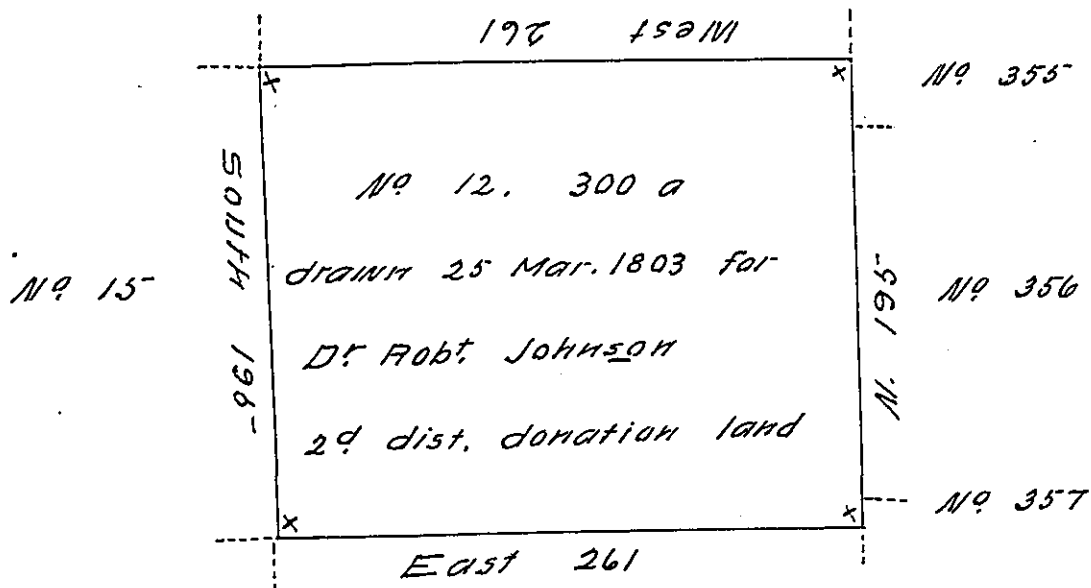 West 261
Nº 355
Nº 12. 300 a
South 195
drawn 25 Mar. 1803 for
Nº 15
N. 195
Nº 356
Dr Robt. Johnson
2d dist. donation land
Nº 357
East 261